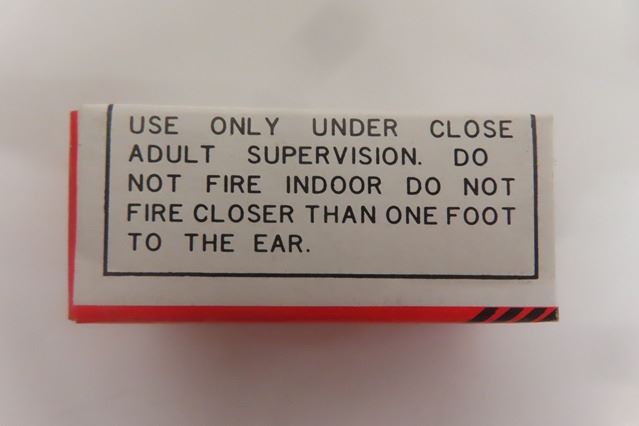 USE ONLY UNDER CLOSE
ADULT SUPERVISION. DO
NOT FIRE INDOOR DO NOT
FIRE CLOSER THAN ONE FOOT
TO THE EAR.